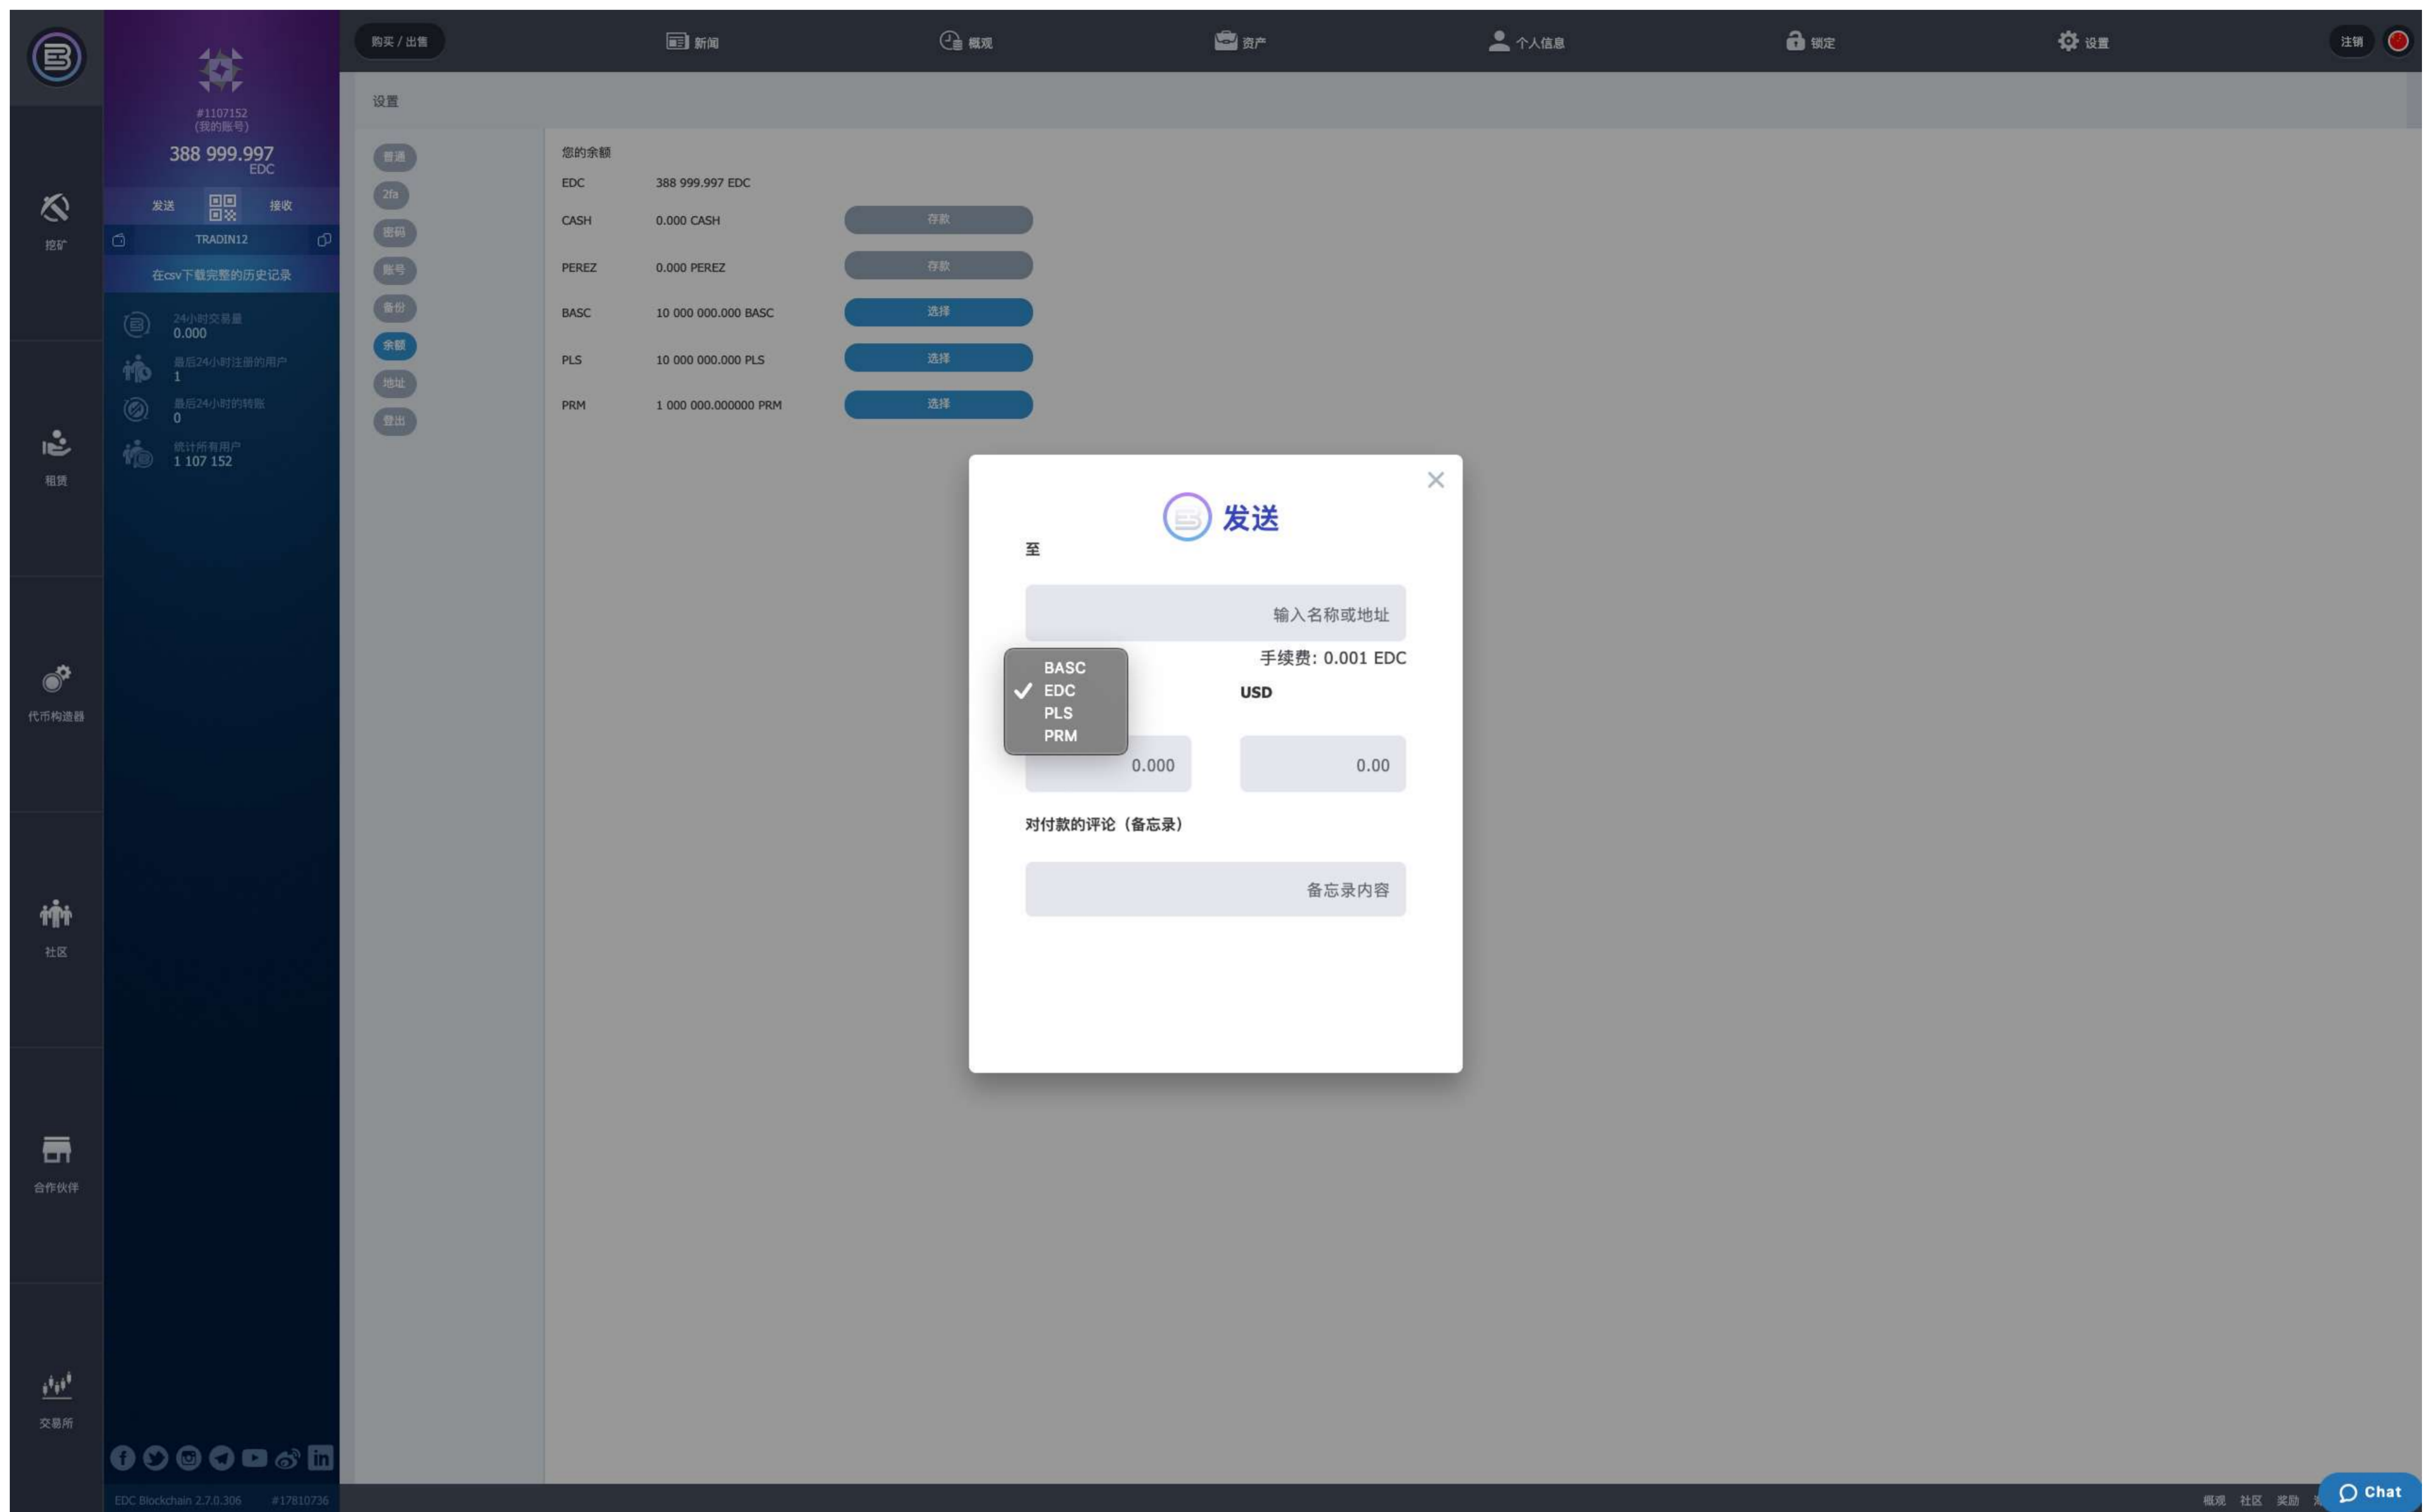 购买 / 出售
新闻
概观
资产
个人信息
锁定
设置
注销
挖矿
租赁
代币构造器
社区
合作伙伴
交易所
#1107152
(我的账号)
388 999.997
EDC
发送
接收
TRADIN12
在csv下载完整的历史记录
24小时交易量
0.000
最后24小时注册的用户
1
最后24小时的转账
0
统计所有用户
1 107 152
EDC Blockchain 2.7.0.306 #17810736
设置
普通
2fa
密码
账号
备份
余额
地址
登出
您的余额
EDC 388 999.997 EDC
CASH 0.000 CASH 存款
PEREZ 0.000 PEREZ 存款
BASC 10 000 000.000 BASC 选择
PLS 10 000 000.000 PLS 选择
PRM 1 000 000.000000 PRM 选择
发送
至
输入名称或地址
手续费: 0.001 EDC
BASC
EDC
PLS
PRM
USD
0.000
0.00
对付款的评论（备忘录）
备忘录内容
概观 社区 奖励
Chat